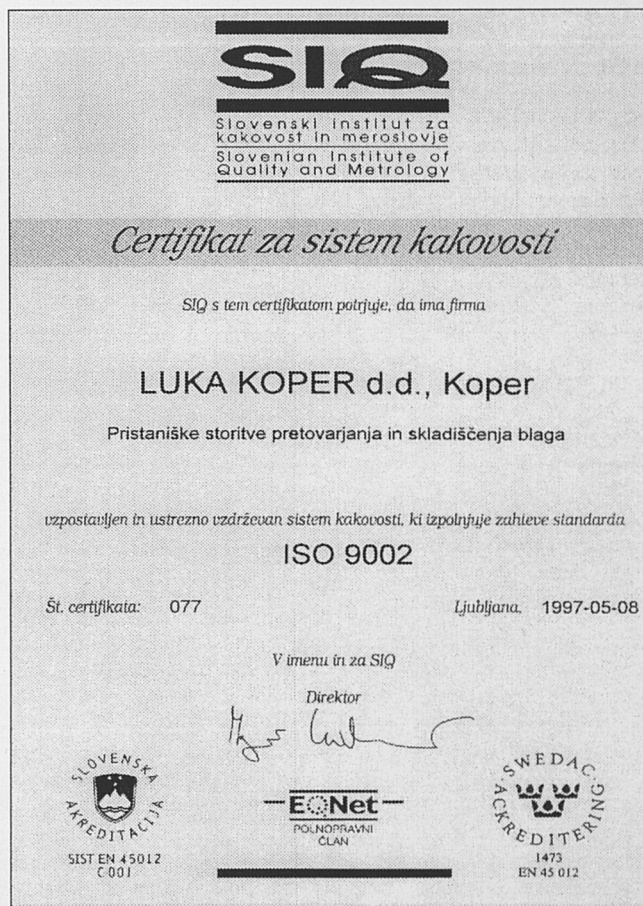 SIQ
Slovenski institut za
kakovost in meroslovje
Slovenian Institute of
Quality and Metrology
Certifikat za sistem kakovosti
SIQ s tem certifikatom potrjuje, da ima firma
LUKA KOPER d.d., Koper
Pristaniške storitve pretovarjanja in skladiščenja blaga
vzpostavljen in ustrezno vzdrževan sistem kakovosti, ki izpolnjuje zahteve standarda
ISO 9002
Št. certifikata: 077 Ljubljana, 1997-05-08
V imenu in za SIQ
Direktor
SLOVENSKA
AKREDITACIJA
SIST EN 45012
C 001
EQNet
POLNOPRAVNI
ČLAN
SWEDAC
ACKREDITERING
1473
EN 45 012